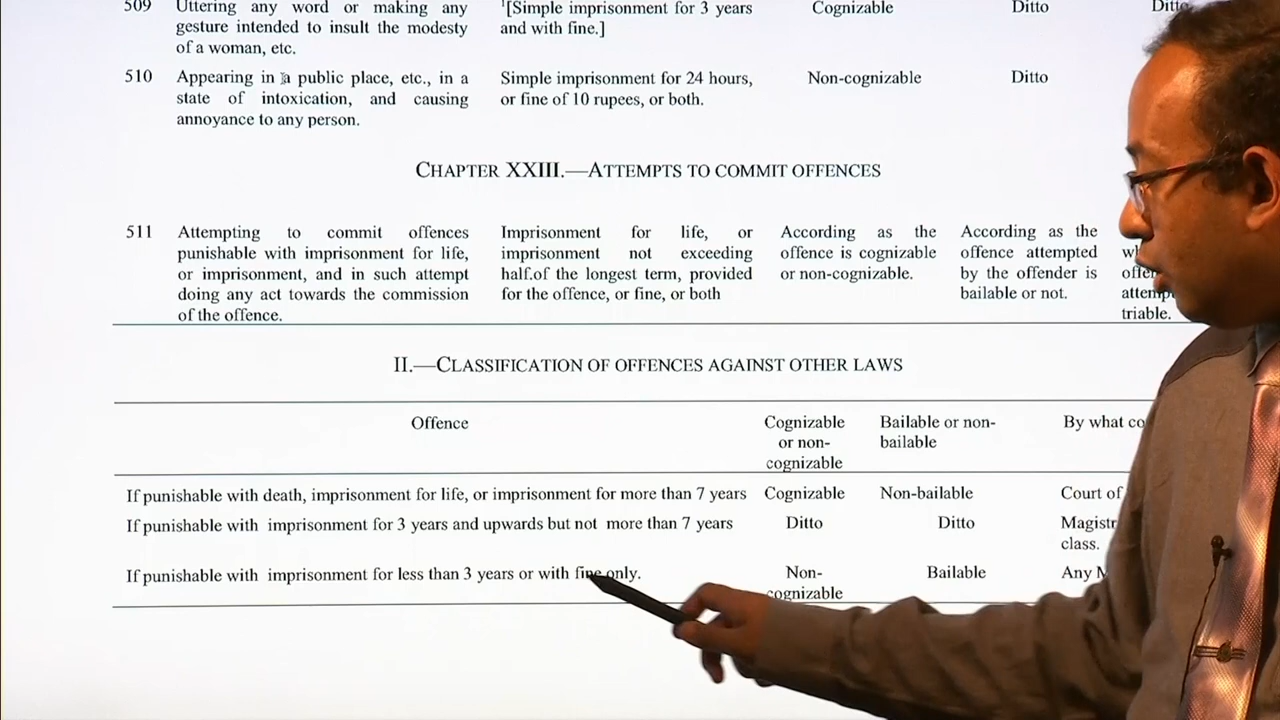 509 Uttering any word or making any ¹[Simple imprisonment for 3 years Cognizable Ditto Ditto
gesture intended to insult the modesty and with fine.]
of a woman, etc.
510 Appearing in a public place, etc., in a Simple imprisonment for 24 hours, Non-cognizable Ditto
state of intoxication, and causing or fine of 10 rupees, or both.
annoyance to any person.
CHAPTER XXIII.—ATTEMPTS TO COMMIT OFFENCES
511 Attempting to commit offences Imprisonment for life, or According as the According as the
punishable with imprisonment for life, imprisonment not exceeding offence is cognizable offence attempted
or imprisonment, and in such attempt half.of the longest term, provided or non-cognizable. by the offender is
doing any act towards the commission for the offence, or fine, or both bailable or not.
of the offence. triable.
II.—CLASSIFICATION OF OFFENCES AGAINST OTHER LAWS
Offence Cognizable Bailable or non- By what
or non- bailable
cognizable
If punishable with death, imprisonment for life, or imprisonment for more than 7 years Cognizable Non-bailable Court of
If punishable with imprisonment for 3 years and upwards but not more than 7 years Ditto Ditto
class.
If punishable with imprisonment for less than 3 years or with fine only. Non- Bailable Any
cognizable